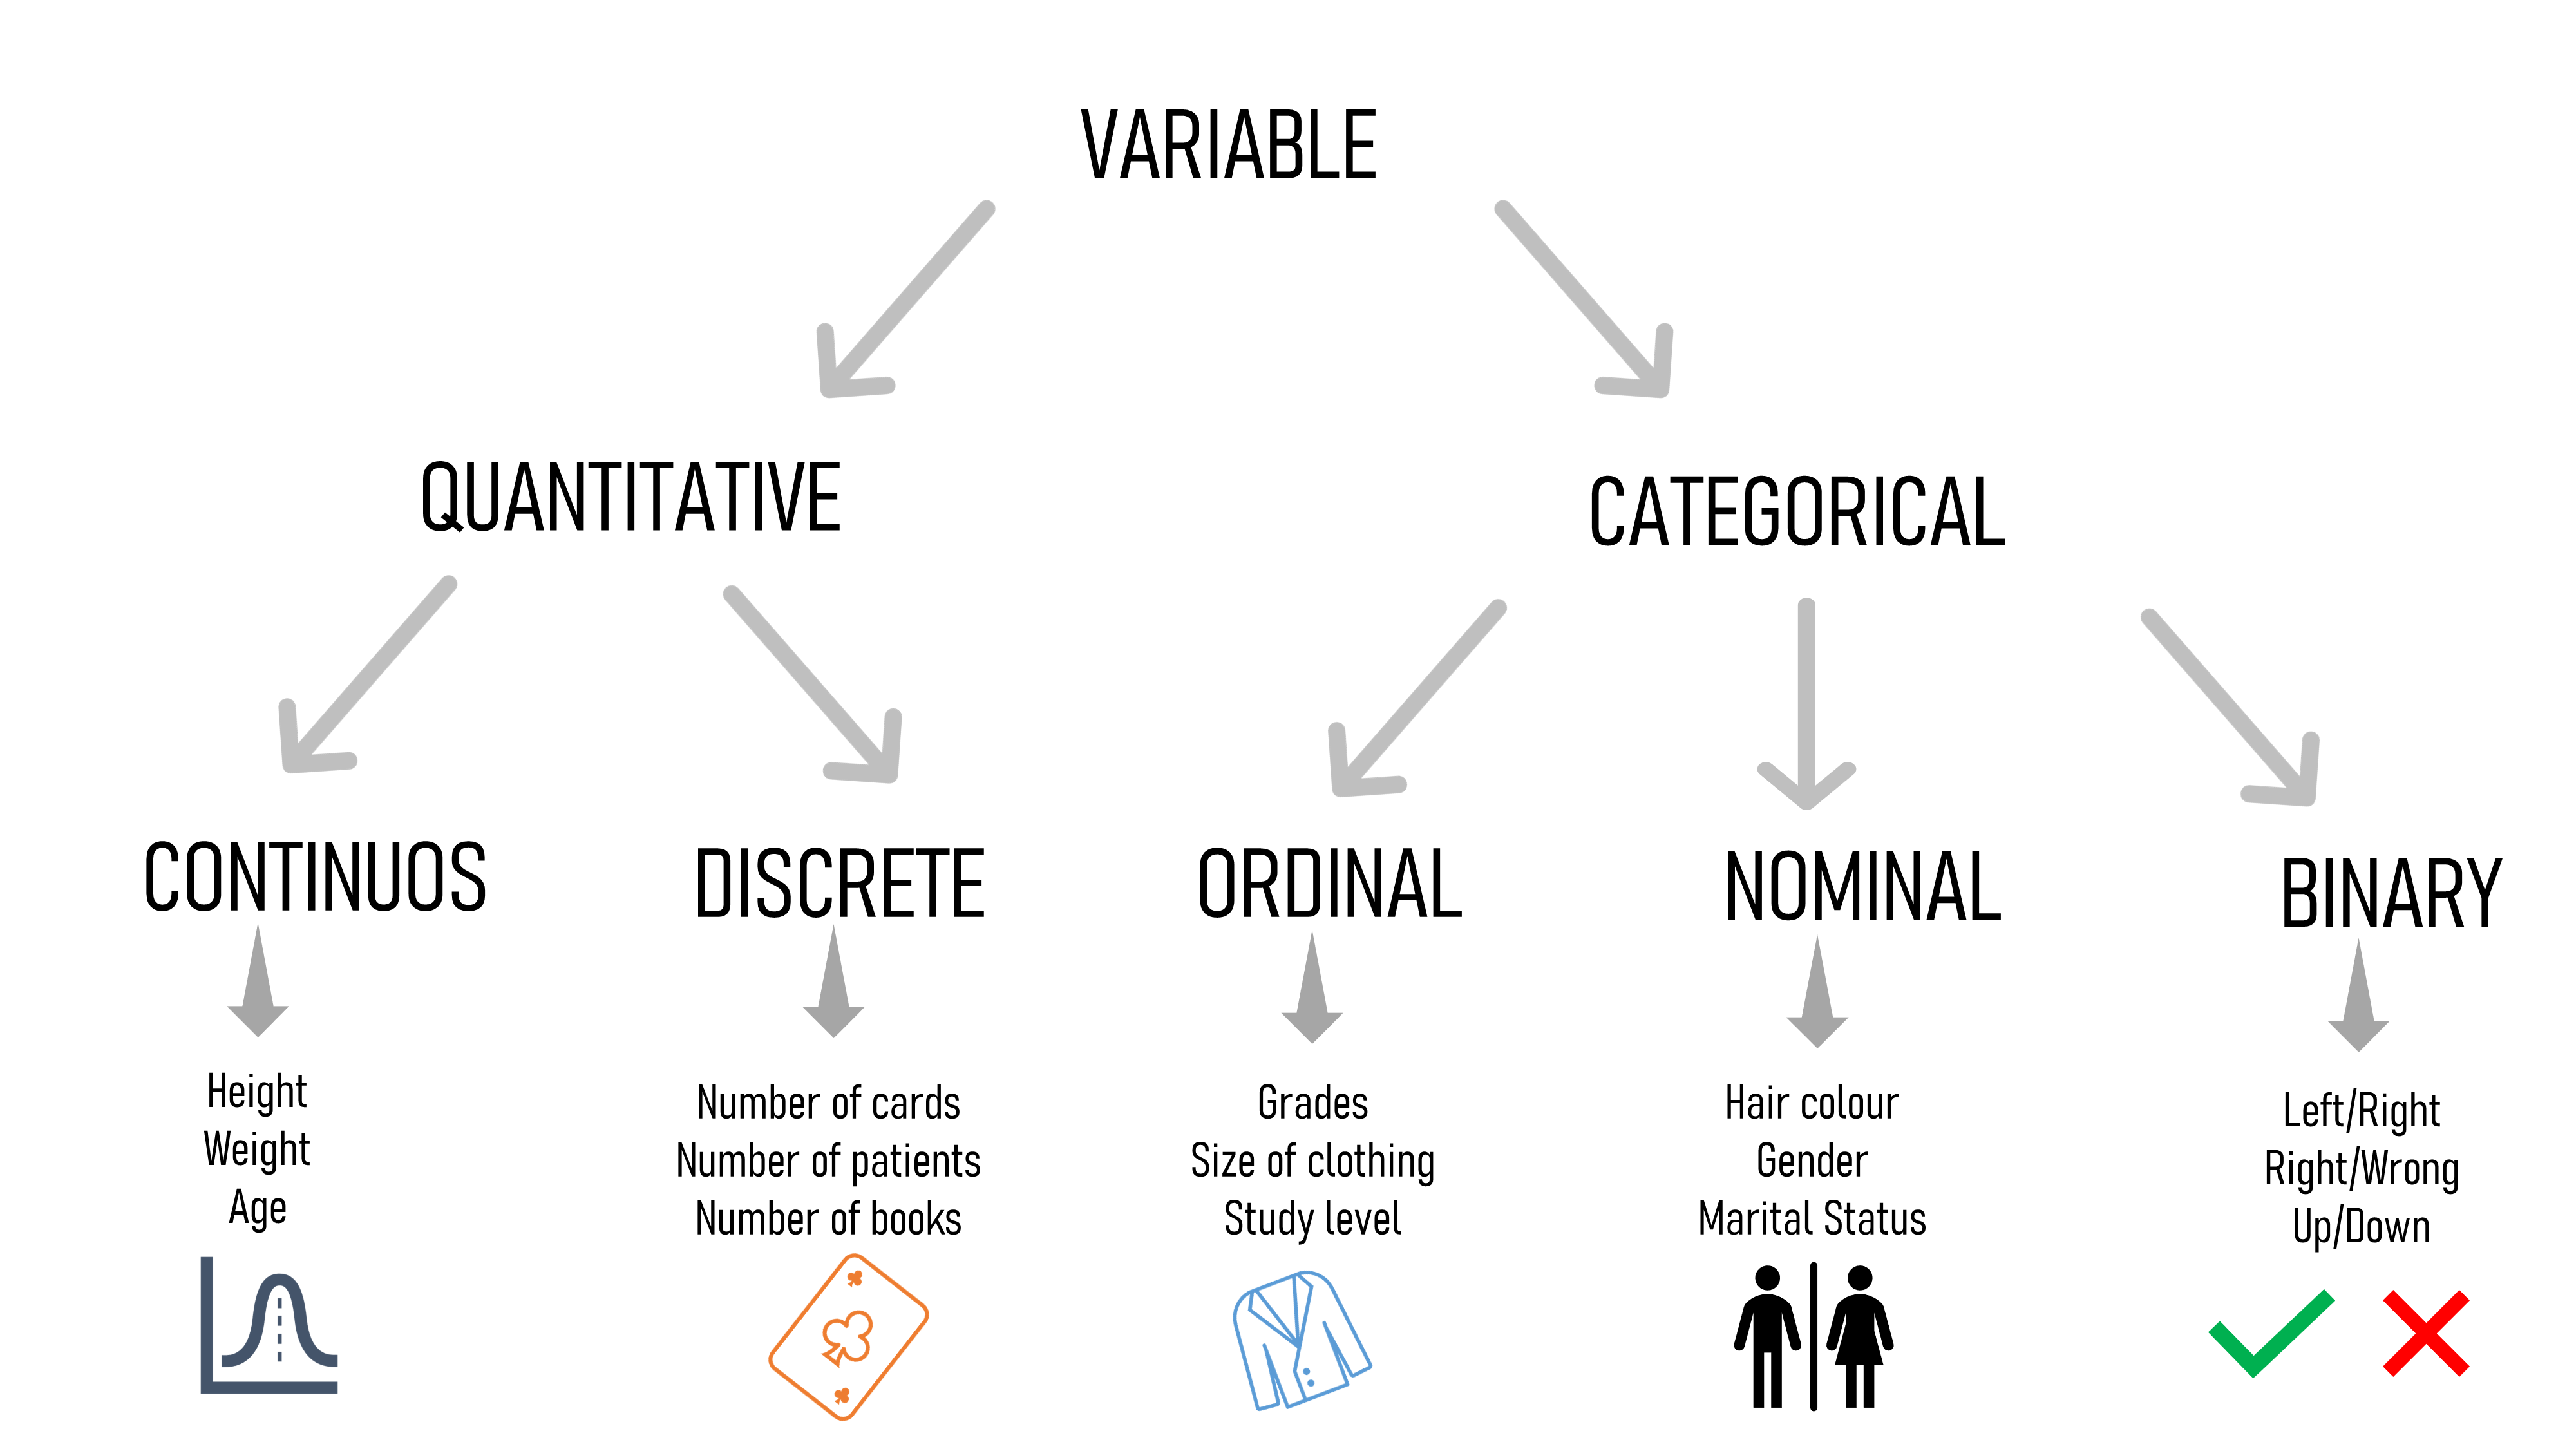 VARIABLE
QUANTITATIVE
CATEGORICAL
CONTINUOS
DISCRETE
ORDINAL
NOMINAL
BINARY
Height
Weight
Age
Number of cards
Number of patients
Number of books
Grades
Size of clothing
Study level
Hair colour
Gender
Marital Status
Left/Right
Right/Wrong
Up/Down